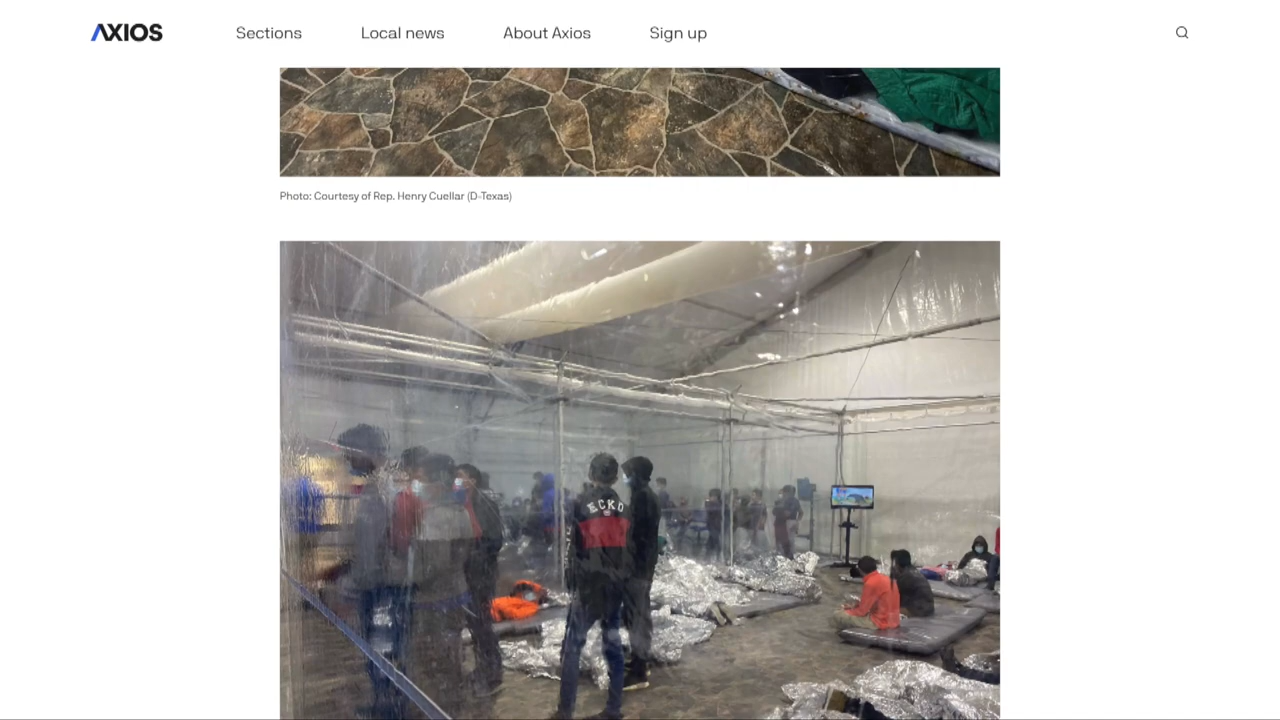 AXIOS
Sections
Local news
About Axios
Sign up
Photo: Courtesy of Rep. Henry Cuellar (D-Texas)
ECKO